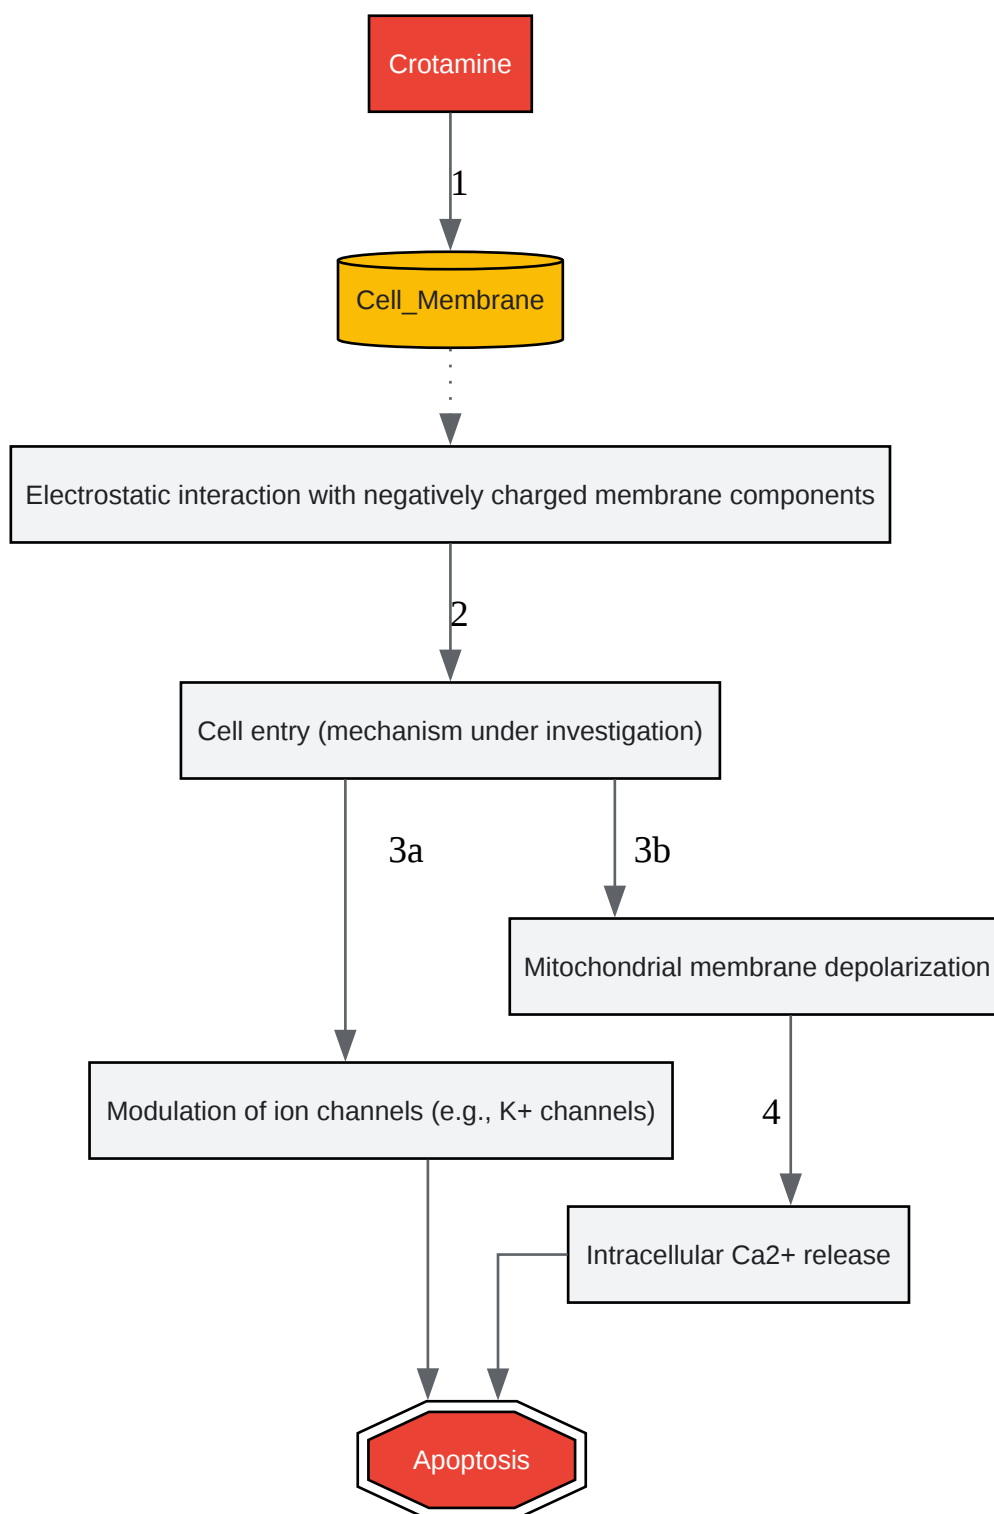 Crotamine
1
Cell_Membrane
Electrostatic interaction with negatively charged membrane components
2
Cell entry (mechanism under investigation)
3a
3b
Mitochondrial membrane depolarization
Modulation of ion channels (e.g., K+ channels)
4
Intracellular Ca2+ release
Apoptosis